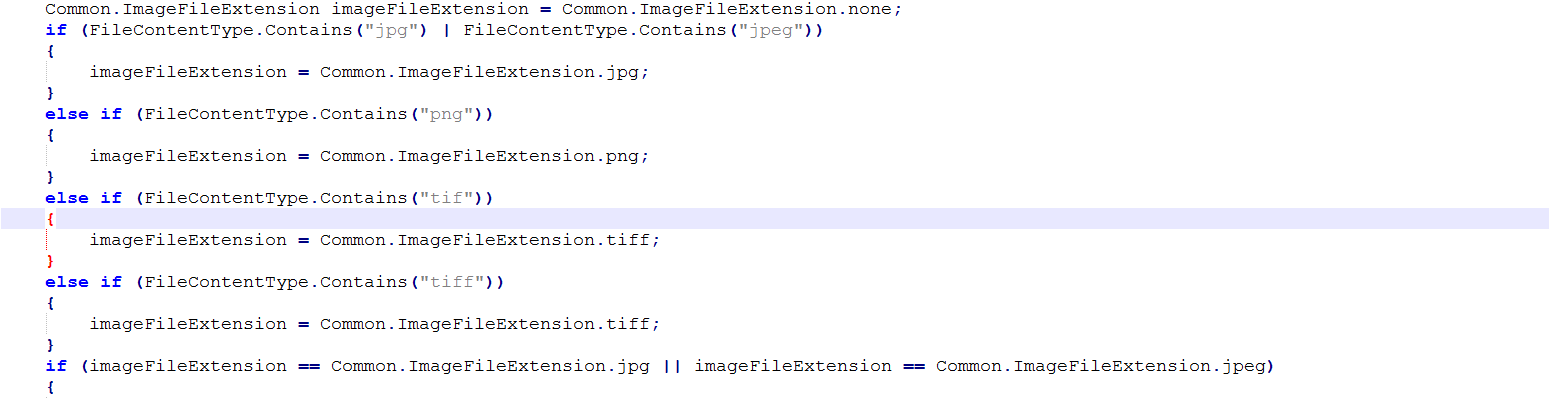 Common.ImageFileExtension imageFileExtension = Common.ImageFileExtension.none;
if (FileContentType.Contains("jpg") | FileContentType.Contains("jpeg"))
{
    imageFileExtension = Common.ImageFileExtension.jpg;
}
else if (FileContentType.Contains("png"))
{
    imageFileExtension = Common.ImageFileExtension.png;
}
else if (FileContentType.Contains("tif"))
{
    imageFileExtension = Common.ImageFileExtension.tiff;
}
else if (FileContentType.Contains("tiff"))
{
    imageFileExtension = Common.ImageFileExtension.tiff;
}
if (imageFileExtension == Common.ImageFileExtension.jpg || imageFileExtension == Common.ImageFileExtension.jpeg)
{